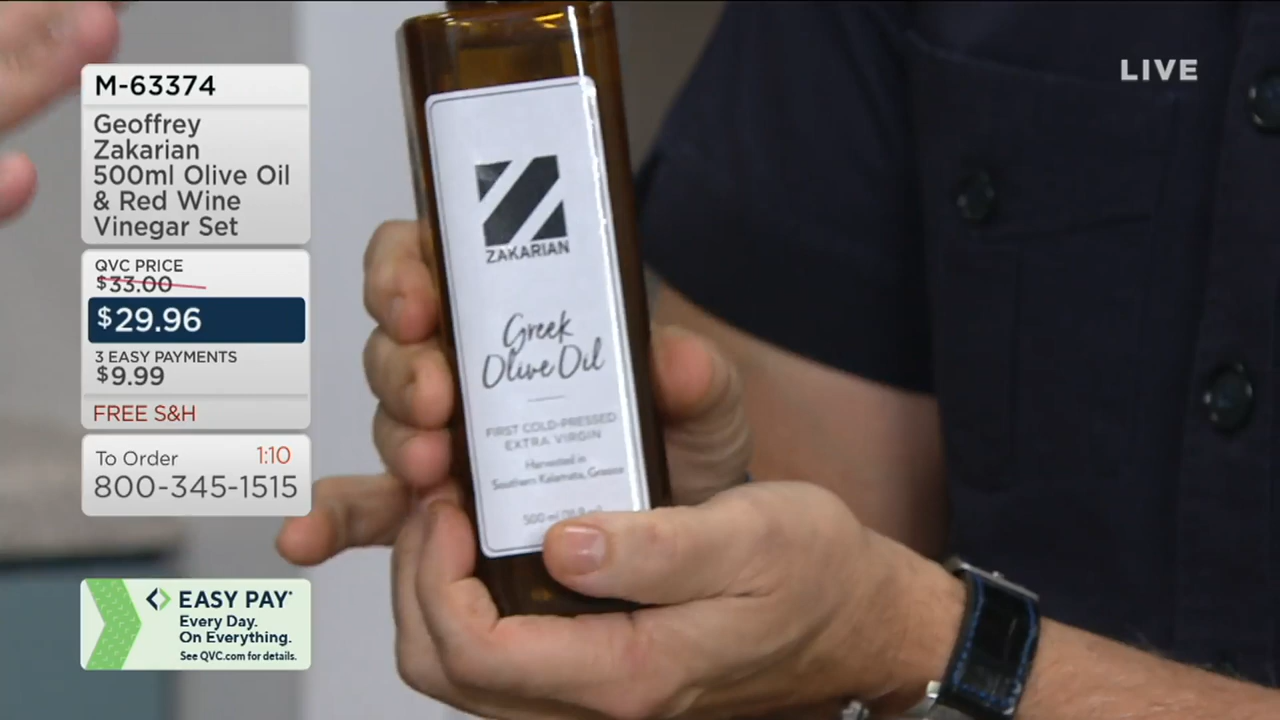 M-63374
Geoffrey
Zakarian
500ml Olive Oil
& Red Wine
Vinegar Set
QVC PRICE
$33.00
$29.96
3 EASY PAYMENTS
$9.99
FREE S&H
To Order 1:10
800-345-1515
EASY PAY*
Every Day.
On Everything.
See QVC.com for details.
LIVE
ZAKARIAN
Greek
Olive Oil
FIRST COLD-PRESSED
EXTRA VIRGIN
Harvested in
Southern Kalamata, Greece
500 ml